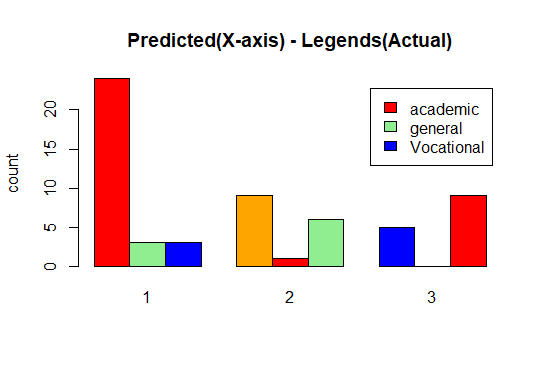 Predicted(X-axis) - Legends(Actual)
count
20
15
10
5
0
academic
general
Vocational
1 2 3